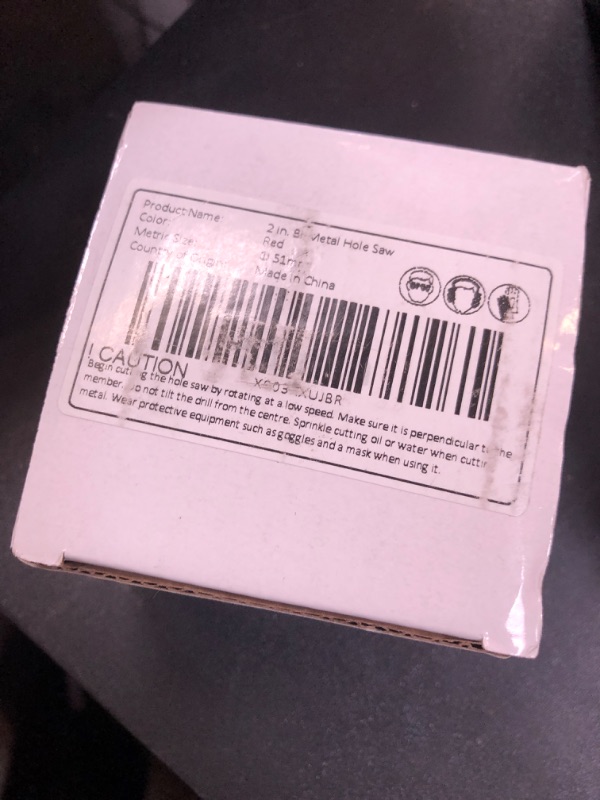 Product Name: 2 in. Bi Metal Hole Saw
Color: Red
Metric Size: 51mm
Country of Origin: Made in China
! CAUTION
Begin cutting the hole saw by rotating at a low speed. Make sure it is perpendicular to the
member. Do not tilt the drill from the centre. Sprinkle cutting oil or water when cutting
metal. Wear protective equipment such as goggles and a mask when using it.